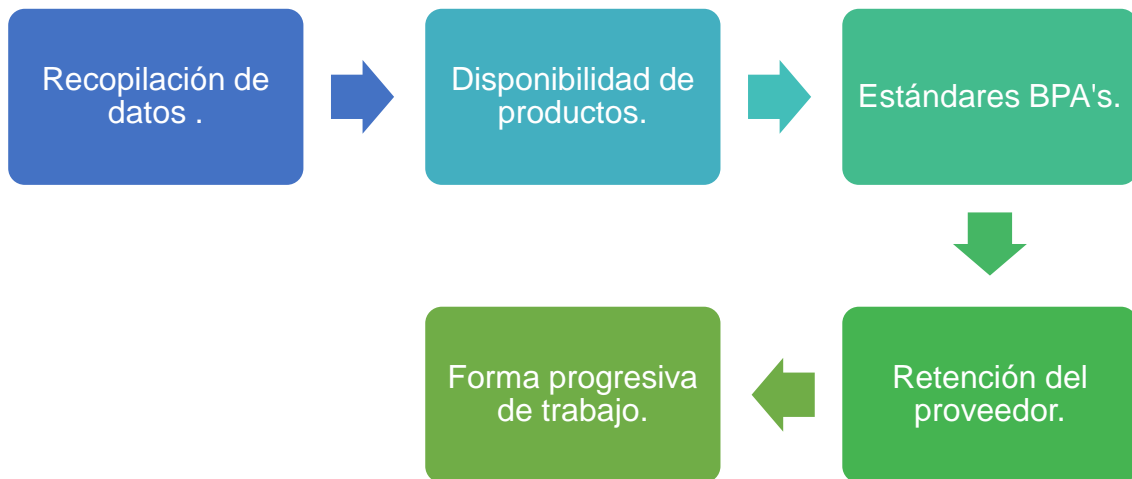 Recopilación de
datos .
Disponibilidad de
productos.
Estándares BPA's.
Retención del
proveedor.
Forma progresiva
de trabajo.